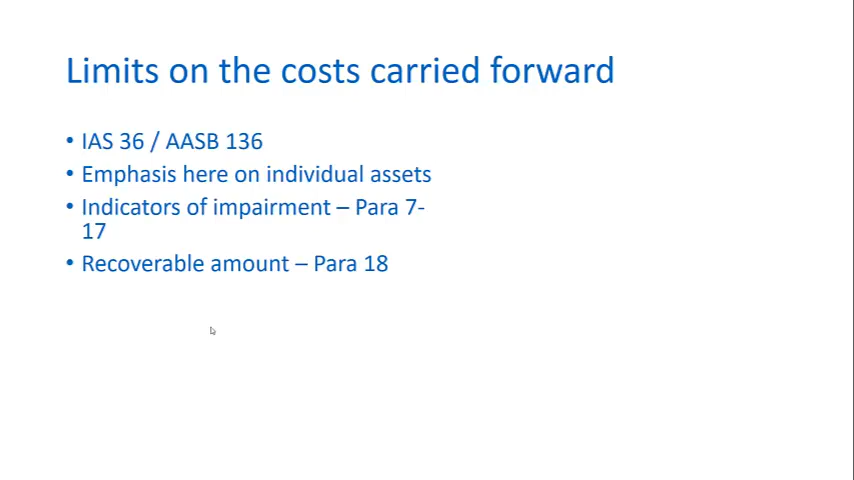 Limits on the costs carried forward
• IAS 36 / AASB 136
• Emphasis here on individual assets
• Indicators of impairment – Para 7-
17
• Recoverable amount – Para 18